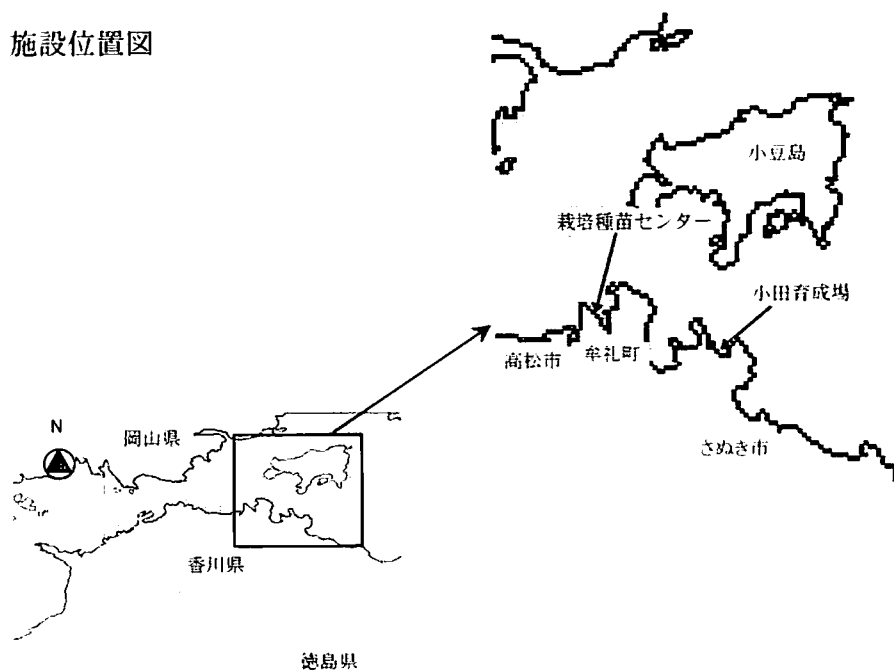 施設位置図
小豆島
栽培種苗センター
小田育成場
高松市
牟礼町
さぬき市
N
岡山県
香川県
徳島県